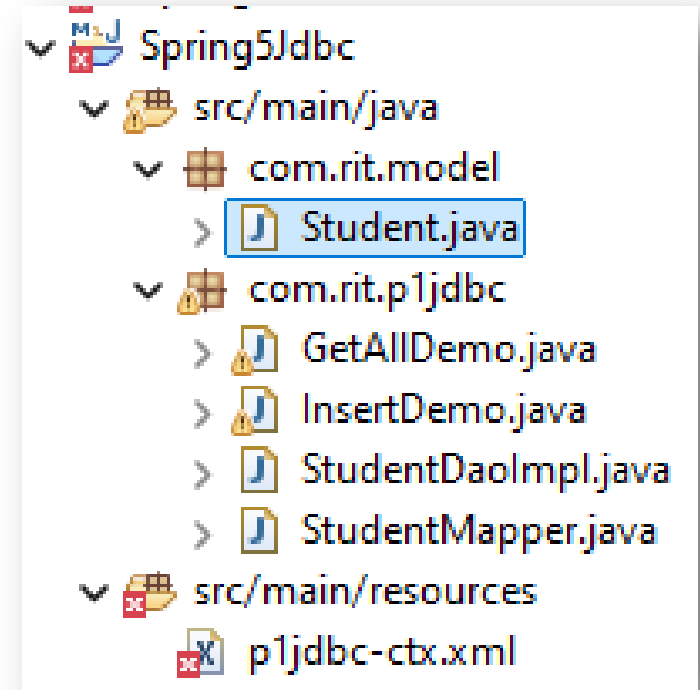 Spring5Jdbc
src/main/java
com.rit.model
Student.java
com.rit.p1jdbc
GetAllDemo.java
InsertDemo.java
StudentDaoImpl.java
StudentMapper.java
src/main/resources
p1jdbc-ctx.xml